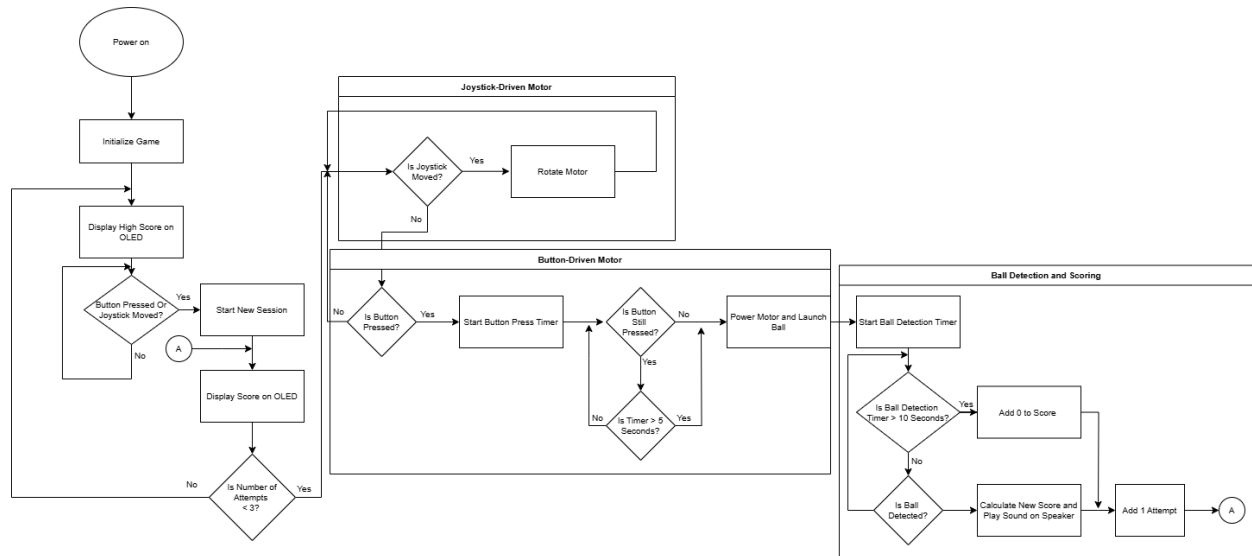 Power on
Initialize Game
Display High Score on
OLED
Button Pressed Or
Joystick Moved?
Yes
No
Start New Session
A
Display Score on OLED
Is Number of
Attempts
< 3?
No
Yes
Joystick-Driven Motor
Is Joystick
Moved?
Yes
Rotate Motor
No
Button-Driven Motor
Is Button
Pressed?
No
Yes
Start Button Press Timer
Is Button
Still
Pressed?
No
Yes
Is Timer > 5
Seconds?
No
Yes
Power Motor and Launch
Ball
Ball Detection and Scoring
Start Ball Detection Timer
Is Ball Detection
Timer > 10 Seconds?
Yes
Add 0 to Score
No
Is Ball
Detected?
Calculate New Score and
Play Sound on Speaker
Add 1 Attempt
A